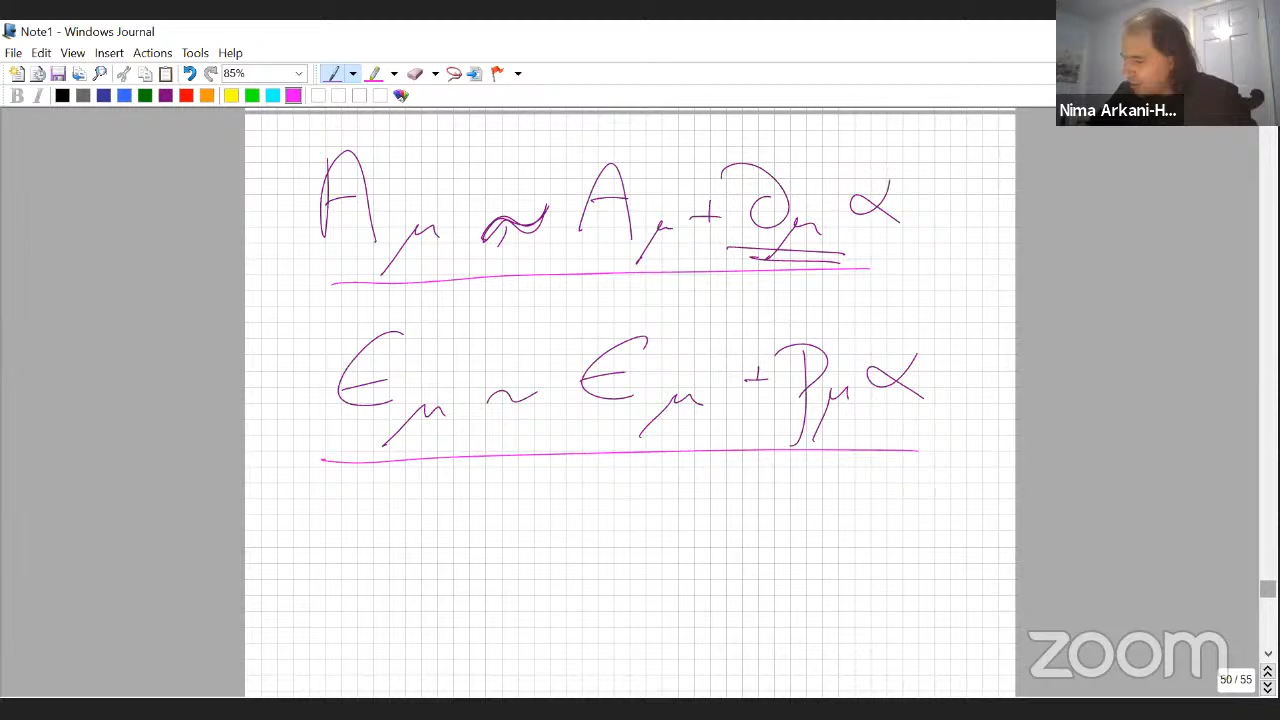 Note1 - Windows Journal
File Edit View Insert Actions Tools Help
85%
B I
Nima Arkani-H...
A_μ ≈ A_μ + ∂_μ α
ϵ_μ ~ ϵ_μ + p_μ α
zoom
50 / 55